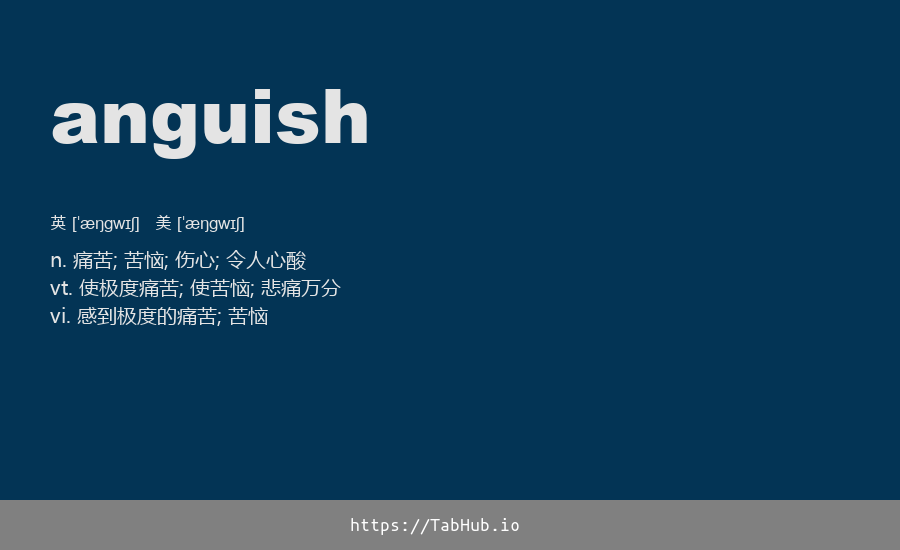 anguish
英 [ˈæŋɡwɪʃ]   美 [ˈæŋɡwɪʃ]
n. 痛苦; 苦恼; 伤心; 令人心酸
vt. 使极度痛苦; 使苦恼; 悲痛万分
vi. 感到极度的痛苦; 苦恼
https://TabHub.io